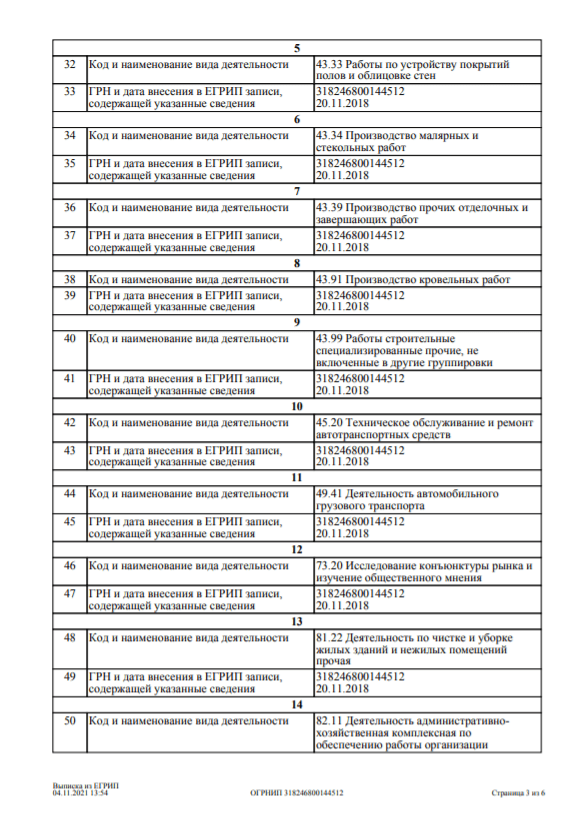 5
32 Код и наименование вида деятельности 43.33 Работы по устройству покрытий
полов и облицовке стен
33 ГРН и дата внесения в ЕГРИП записи, 318246800144512
содержащей указанные сведения 20.11.2018
6
34 Код и наименование вида деятельности 43.34 Производство малярных и
стекольных работ
35 ГРН и дата внесения в ЕГРИП записи, 318246800144512
содержащей указанные сведения 20.11.2018
7
36 Код и наименование вида деятельности 43.39 Производство прочих отделочных и
завершающих работ
37 ГРН и дата внесения в ЕГРИП записи, 318246800144512
содержащей указанные сведения 20.11.2018
8
38 Код и наименование вида деятельности 43.91 Производство кровельных работ
39 ГРН и дата внесения в ЕГРИП записи, 318246800144512
содержащей указанные сведения 20.11.2018
9
40 Код и наименование вида деятельности 43.99 Работы строительные
специализированные прочие, не
включенные в другие группировки
41 ГРН и дата внесения в ЕГРИП записи, 318246800144512
содержащей указанные сведения 20.11.2018
10
42 Код и наименование вида деятельности 45.20 Техническое обслуживание и ремонт
автотранспортных средств
43 ГРН и дата внесения в ЕГРИП записи, 318246800144512
содержащей указанные сведения 20.11.2018
11
44 Код и наименование вида деятельности 49.41 Деятельность автомобильного
грузового транспорта
45 ГРН и дата внесения в ЕГРИП записи, 318246800144512
содержащей указанные сведения 20.11.2018
12
46 Код и наименование вида деятельности 73.20 Исследование конъюнктуры рынка и
изучение общественного мнения
47 ГРН и дата внесения в ЕГРИП записи, 318246800144512
содержащей указанные сведения 20.11.2018
13
48 Код и наименование вида деятельности 81.22 Деятельность по чистке и уборке
жилых зданий и нежилых помещений
прочая
49 ГРН и дата внесения в ЕГРИП записи, 318246800144512
содержащей указанные сведения 20.11.2018
14
50 Код и наименование вида деятельности 82.11 Деятельность административно-
хозяйственная комплексная по
обеспечению работы организации
Выписка из ЕГРИП
04.11.2021 13:54 ОГРНИП 318246800144512 Страница 3 из 6